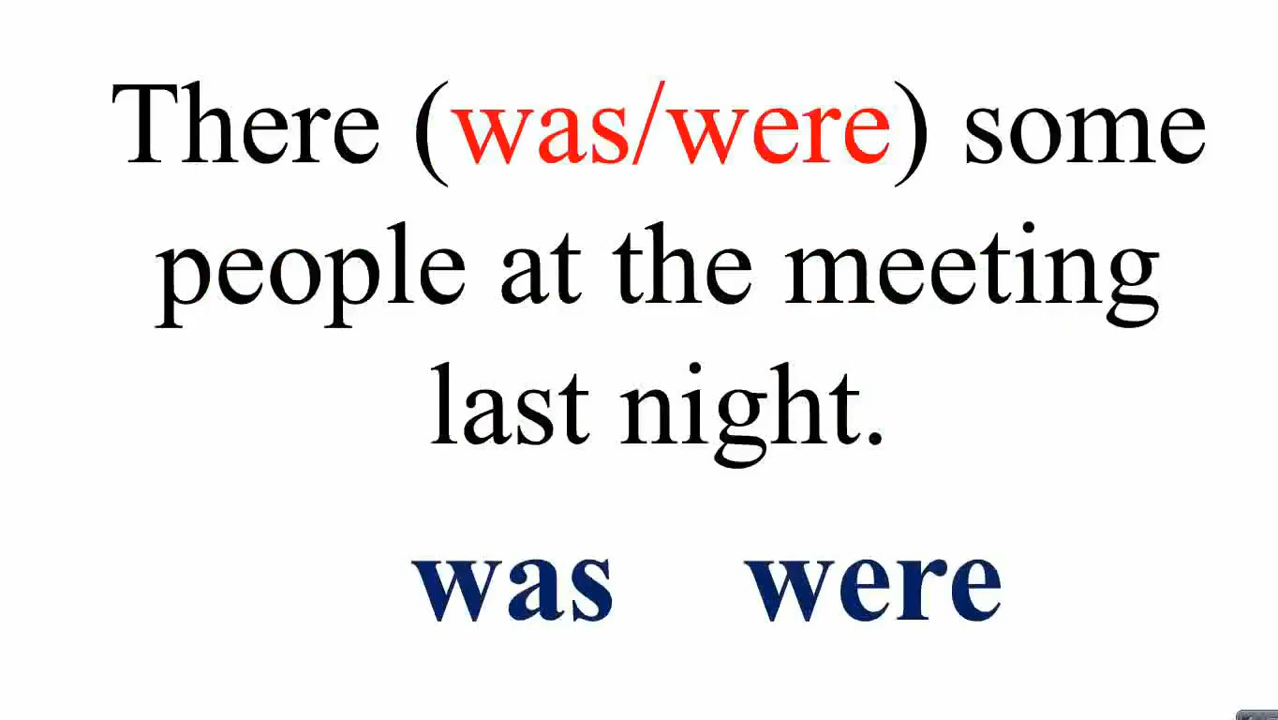 There (was/were) some
people at the meeting
last night.
was were